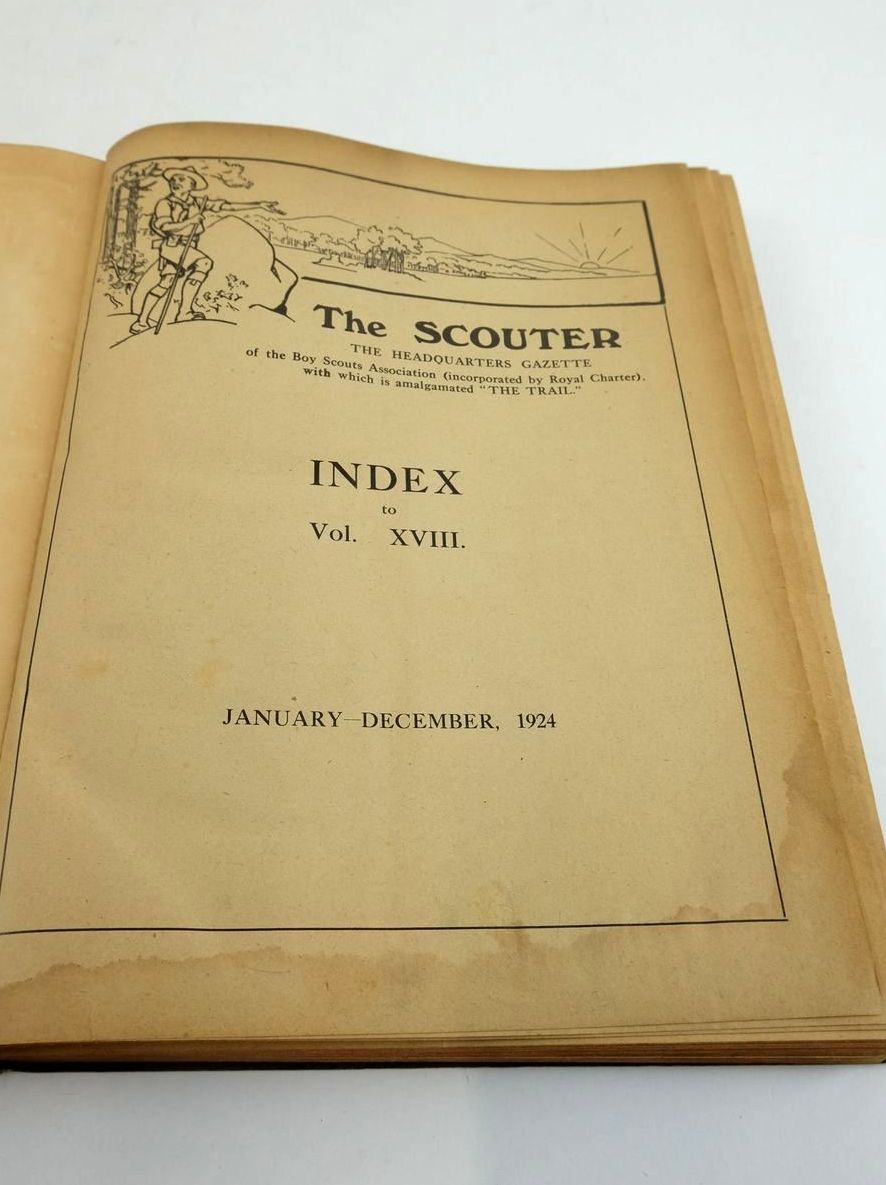 The SCOUTER
THE HEADQUARTERS GAZETTE
of the Boy Scouts Association (incorporated by Royal Charter).
with which is amalgamated "THE TRAIL."
INDEX
to
Vol. XVIII.
JANUARY—DECEMBER, 1924